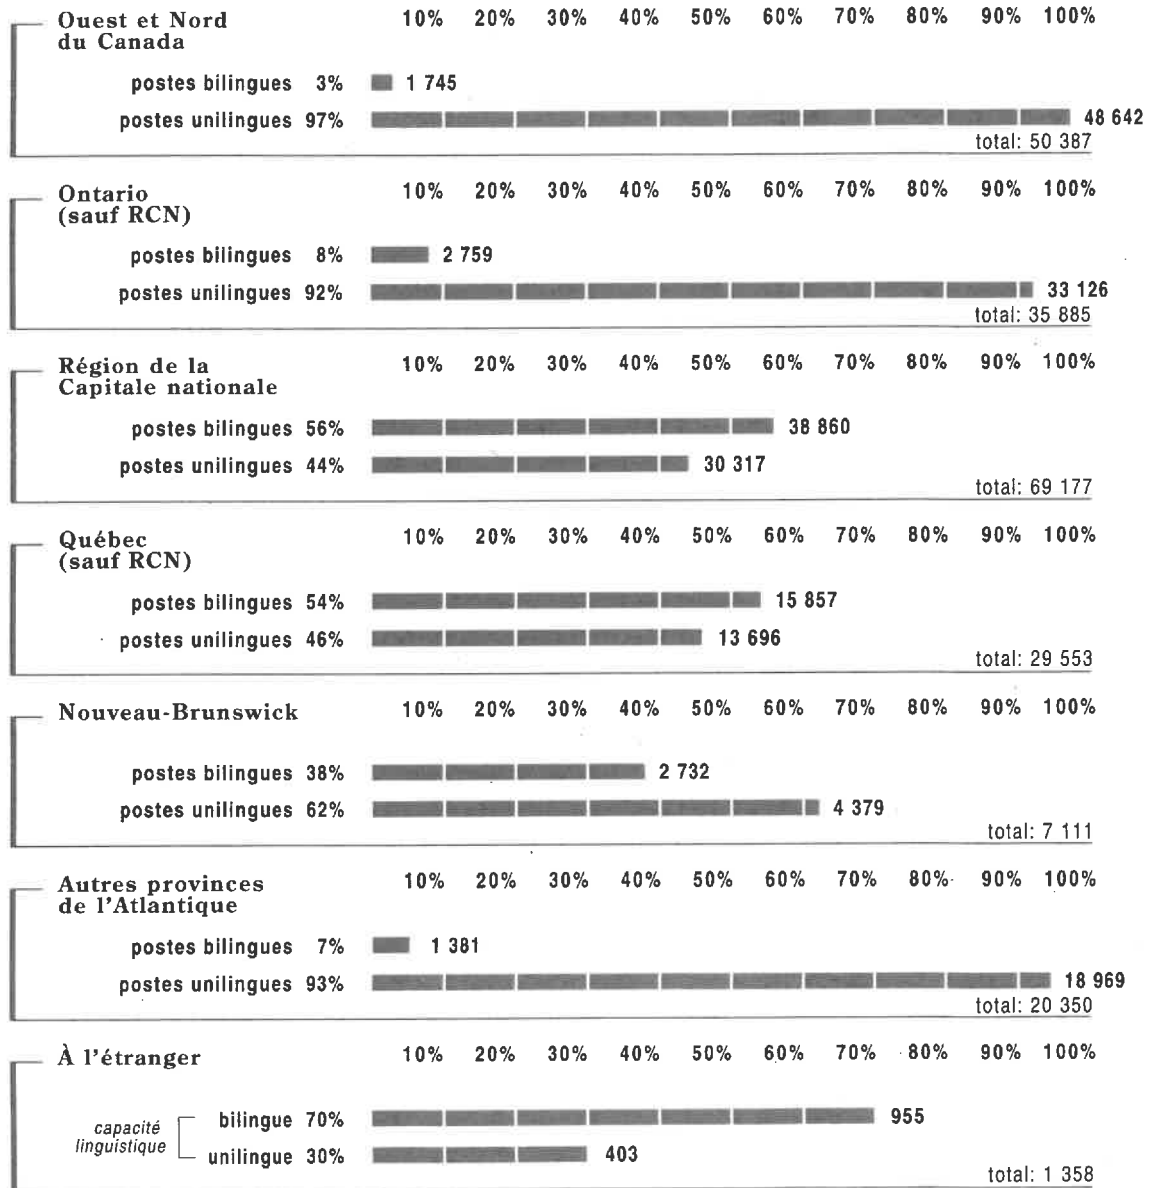 Ouest et Nord 10% 20% 30% 40% 50% 60% 70% 80% 90% 100%
du Canada
postes bilingues 3% 1 745
postes unilingues 97% 48 642
total: 50 387
Ontario 10% 20% 30% 40% 50% 60% 70% 80% 90% 100%
(sauf RCN)
postes bilingues 8% 2 759
postes unilingues 92% 33 126
total: 35 885
Région de la 10% 20% 30% 40% 50% 60% 70% 80% 90% 100%
Capitale nationale
postes bilingues 56% 38 860
postes unilingues 44% 30 317
total: 69 177
Québec 10% 20% 30% 40% 50% 60% 70% 80% 90% 100%
(sauf RCN)
postes bilingues 54% 15 857
postes unilingues 46% 13 696
total: 29 553
Nouveau-Brunswick 10% 20% 30% 40% 50% 60% 70% 80% 90% 100%
postes bilingues 38% 2 732
postes unilingues 62% 4 379
total: 7 111
Autres provinces 10% 20% 30% 40% 50% 60% 70% 80% 90% 100%
de l'Atlantique
postes bilingues 7% 1 381
postes unilingues 93% 18 969
total: 20 350
À l'étranger 10% 20% 30% 40% 50% 60% 70% 80% 90% 100%
capacité linguistique
bilingue 70% 955
unilingue 30% 403
total: 1 358